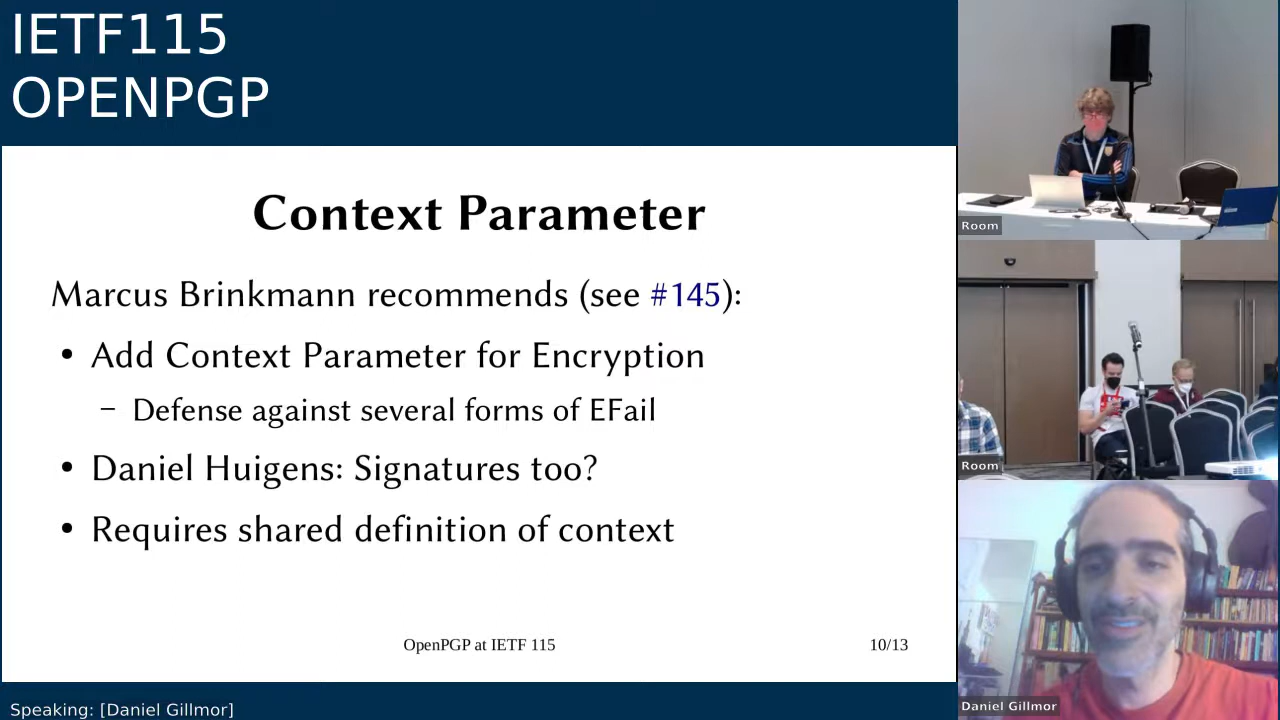 IETF115
OPENPGP
Context Parameter
Marcus Brinkmann recommends (see #145):
• Add Context Parameter for Encryption
– Defense against several forms of EFail
• Daniel Huigens: Signatures too?
• Requires shared definition of context
OpenPGP at IETF 115
10/13
Speaking: [Daniel Gillmor]
Room
Room
Daniel Gillmor